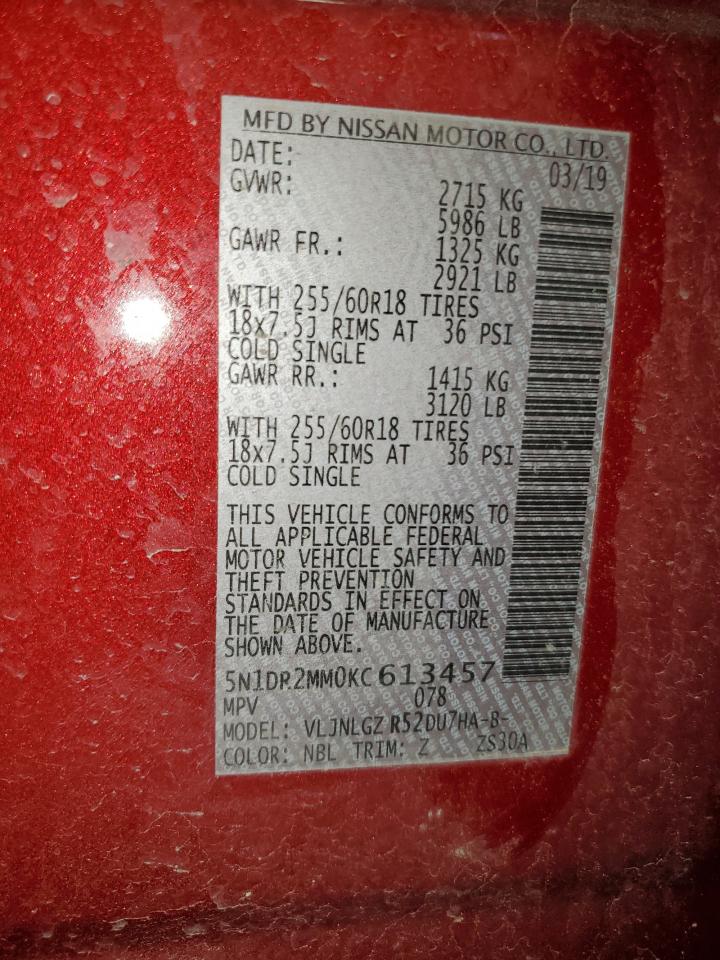 MFD BY NISSAN MOTOR CO., LTD.
DATE: 03/19
GVWR: 2715 KG
5986 LB
GAWR FR.: 1325 KG
2921 LB
WITH 255/60R18 TIRES
18x7.5J RIMS AT 36 PSI
COLD SINGLE
GAWR RR.: 1415 KG
3120 LB
WITH 255/60R18 TIRES
18x7.5J RIMS AT 36 PSI
COLD SINGLE
THIS VEHICLE CONFORMS TO
ALL APPLICABLE FEDERAL
MOTOR VEHICLE SAFETY AND
THEFT PREVENTION
STANDARDS IN EFFECT ON
THE DATE OF MANUFACTURE
SHOWN ABOVE.
5N1DR2MM0KC613457
MPV 078
MODEL: VLJNLGZ R52DU7HA-B-
COLOR: NBL TRIM: Z ZS30A